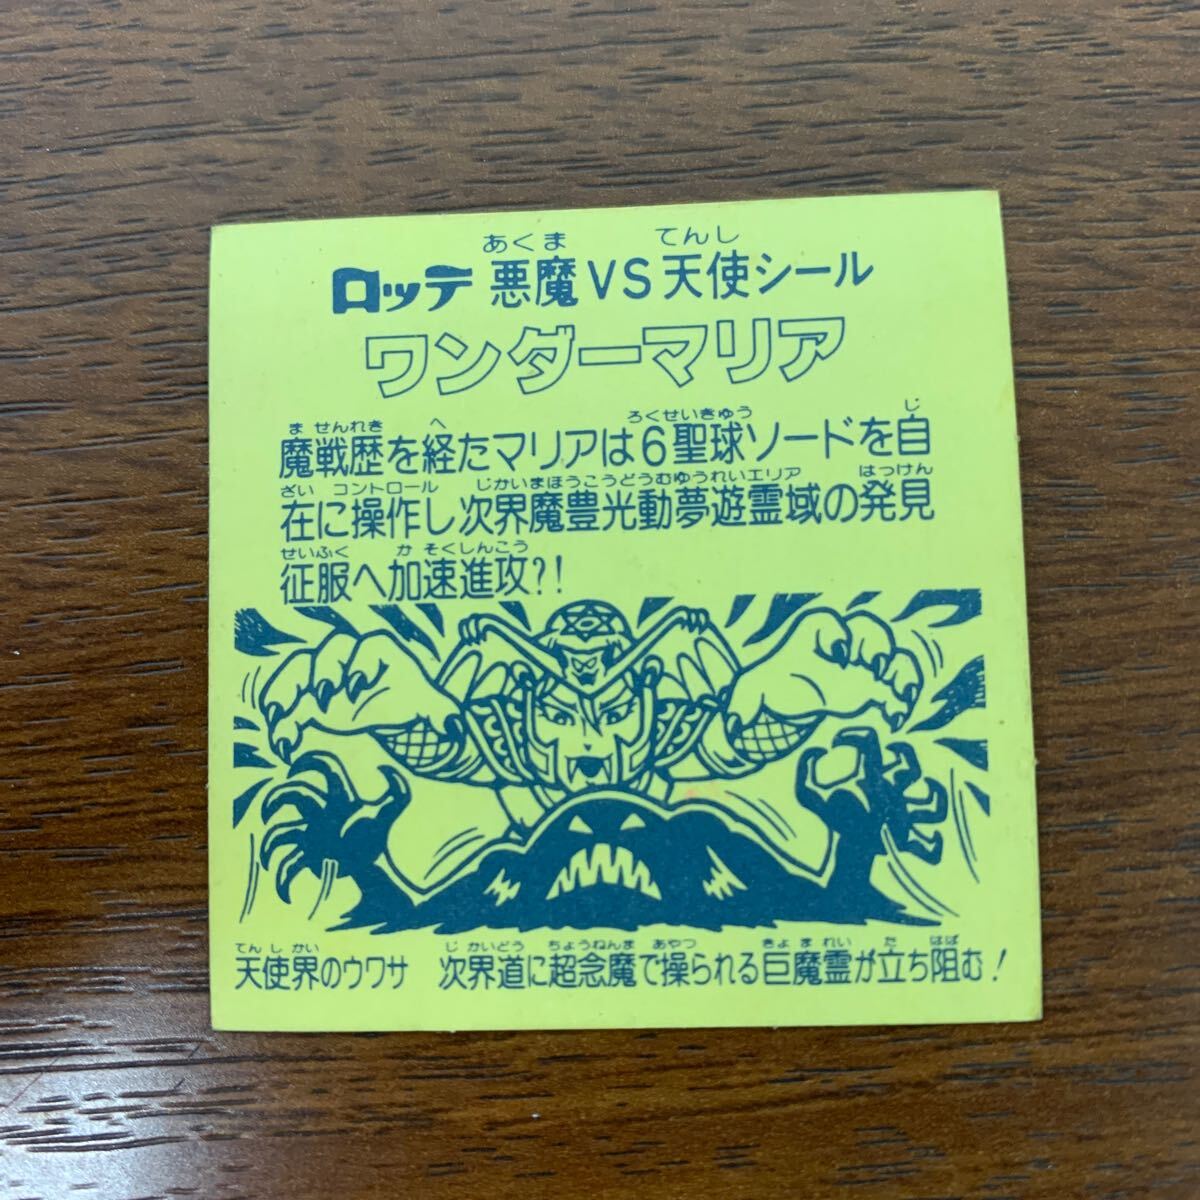 あくま てんし
ロッテ 悪魔VS天使シール
ワンダーマリア
ま せんれき へ ろくせいきゅう じ
魔戦歴を経たマリアは6聖球ソードを自
ざい コントロール じかいまほうこうどうむゆうれいエリア はっけん
在に操作し次界魔豊光動夢遊霊域の発見
せいふく か そくしんこう
征服へ加速進攻?!
てん し かい じ かいどう ちょうねんま あやつ きょ ま れい た はば
天使界のウワサ 次界道に超念魔で操られる巨魔霊が立ち阻む!